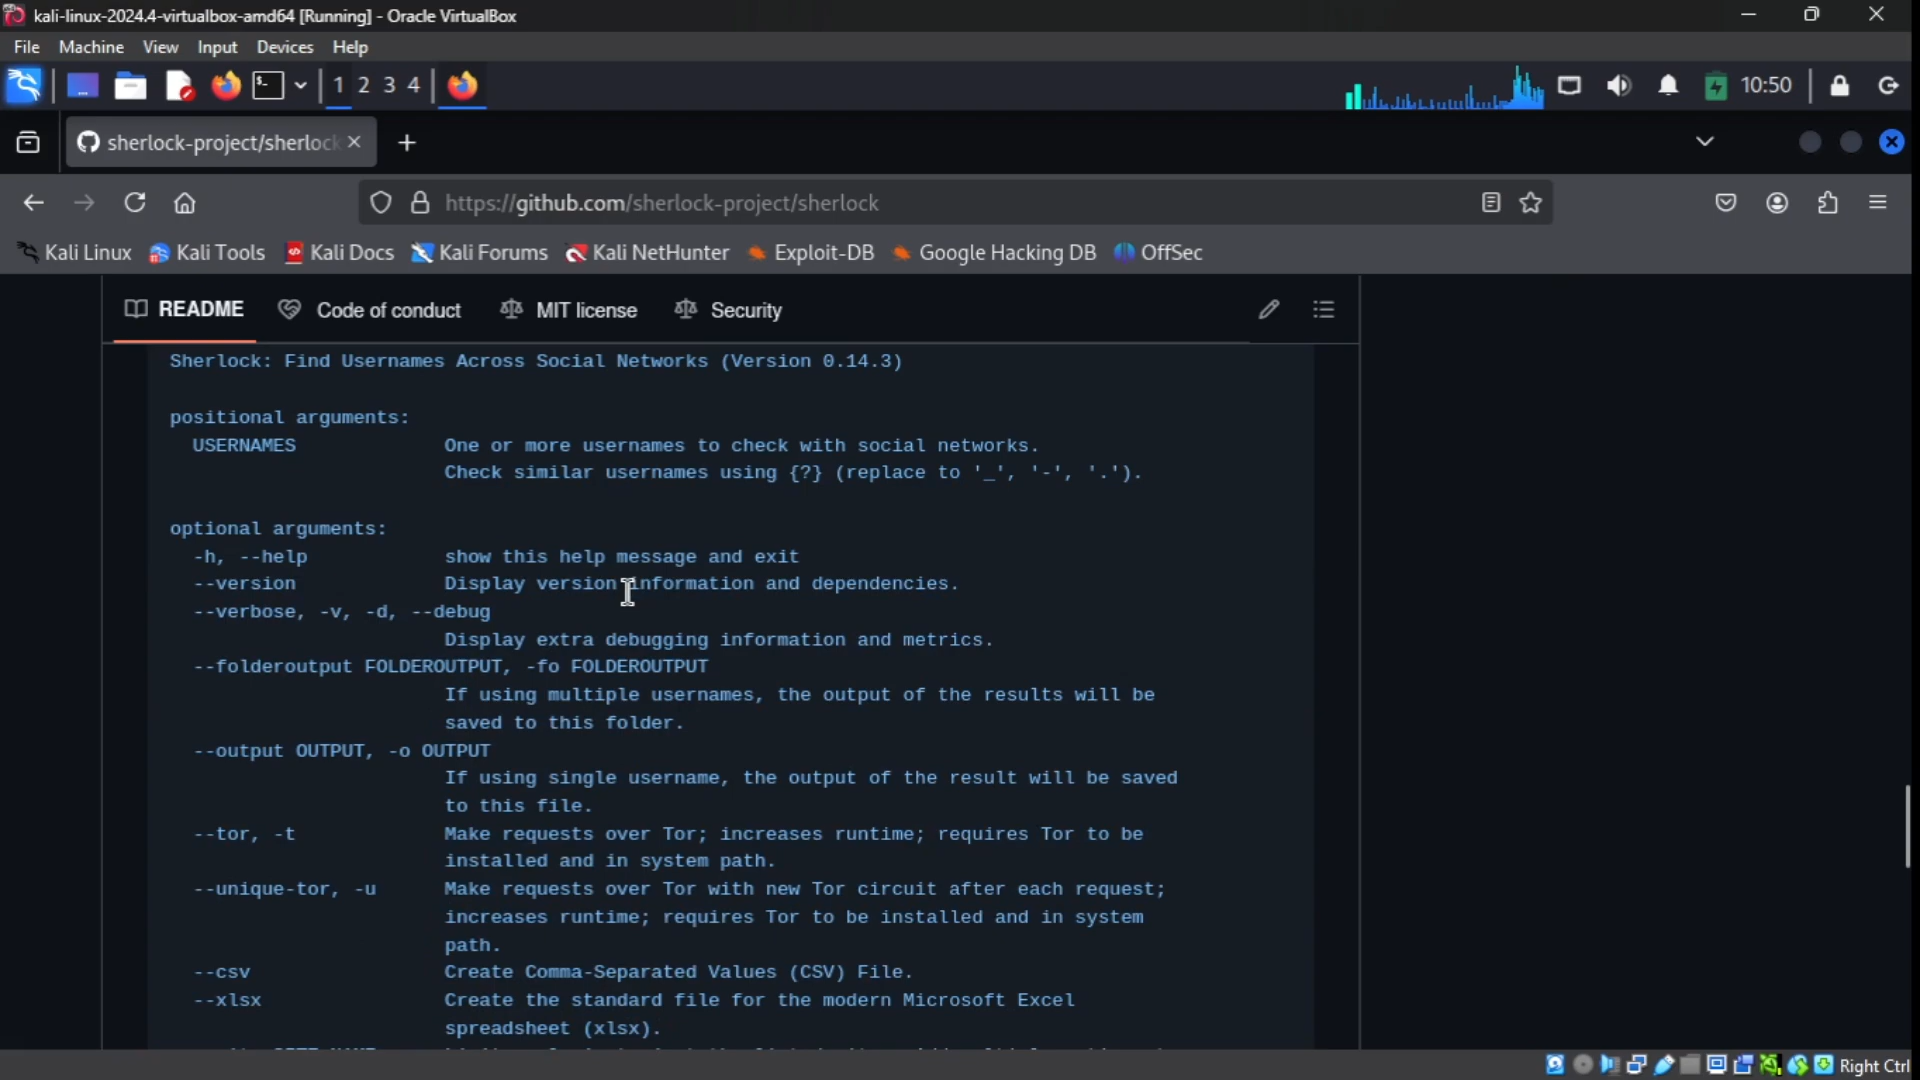 kali-linux-2024.4-virtualbox-amd64 [Running] - Oracle VirtualBox
File Machine View Input Devices Help
1 2 3 4
10:50
sherlock-project/sherlock
https://github.com/sherlock-project/sherlock
Kali Linux Kali Tools Kali Docs Kali Forums Kali NetHunter Exploit-DB Google Hacking DB OffSec
README Code of conduct MIT license Security
Sherlock: Find Usernames Across Social Networks (Version 0.14.3)
positional arguments:
USERNAMES One or more usernames to check with social networks.
Check similar usernames using {?} (replace to '_', '-', '.').
optional arguments:
-h, --help show this help message and exit
--version Display version information and dependencies.
--verbose, -v, -d, --debug
Display extra debugging information and metrics.
--folderoutput FOLDEROUTPUT, -fo FOLDEROUTPUT
If using multiple usernames, the output of the results will be
saved to this folder.
--output OUTPUT, -o OUTPUT
If using single username, the output of the result will be saved
to this file.
--tor, -t Make requests over Tor; increases runtime; requires Tor to be
installed and in system path.
--unique-tor, -u Make requests over Tor with new Tor circuit after each request;
increases runtime; requires Tor to be installed and in system
path.
--csv Create Comma-Separated Values (CSV) File.
--xlsx Create the standard file for the modern Microsoft Excel
spreadsheet (xlsx).
Right Ctrl